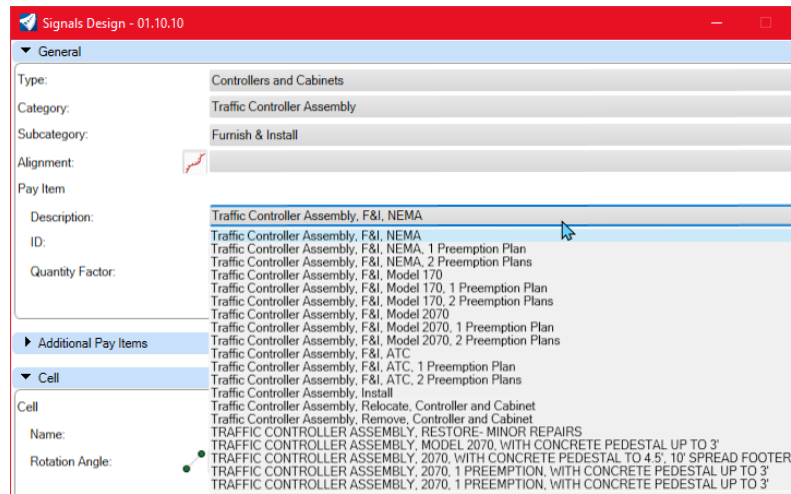 Signals Design - 01.10.10
General
Type: Controllers and Cabinets
Category: Traffic Controller Assembly
Subcategory: Furnish & Install
Alignment:
Pay Item
Description: Traffic Controller Assembly, F&I, NEMA
ID:
Quantity Factor:
Traffic Controller Assembly, F&I, NEMA
Traffic Controller Assembly, F&I, NEMA, 1 Preemption Plan
Traffic Controller Assembly, F&I, NEMA, 2 Preemption Plans
Traffic Controller Assembly, F&I, Model 170
Traffic Controller Assembly, F&I, Model 170, 1 Preemption Plan
Traffic Controller Assembly, F&I, Model 170, 2 Preemption Plans
Traffic Controller Assembly, F&I, Model 2070
Traffic Controller Assembly, F&I, Model 2070, 1 Preemption Plan
Traffic Controller Assembly, F&I, Model 2070, 2 Preemption Plans
Traffic Controller Assembly, F&I, ATC
Traffic Controller Assembly, F&I, ATC, 1 Preemption Plan
Traffic Controller Assembly, F&I, ATC, 2 Preemption Plans
Traffic Controller Assembly, Install
Traffic Controller Assembly, Relocate, Controller and Cabinet
Traffic Controller Assembly, Remove, Controller and Cabinet
TRAFFIC CONTROLLER ASSEMBLY, RESTORE- MINOR REPAIRS
TRAFFIC CONTROLLER ASSEMBLY, MODEL 2070, WITH CONCRETE PEDESTAL UP TO 3'
TRAFFIC CONTROLLER ASSEMBLY, 2070, WITH CONCRETE PEDESTAL TO 4.5', 10' SPREAD FOOTER
TRAFFIC CONTROLLER ASSEMBLY, 2070, 1 PREEMPTION, WITH CONCRETE PEDESTAL UP TO 3'
TRAFFIC CONTROLLER ASSEMBLY, 2070, 1 PREEMPTION, WITH CONCRETE PEDESTAL UP TO 3'
Additional Pay Items
Cell
Cell
Name:
Rotation Angle: